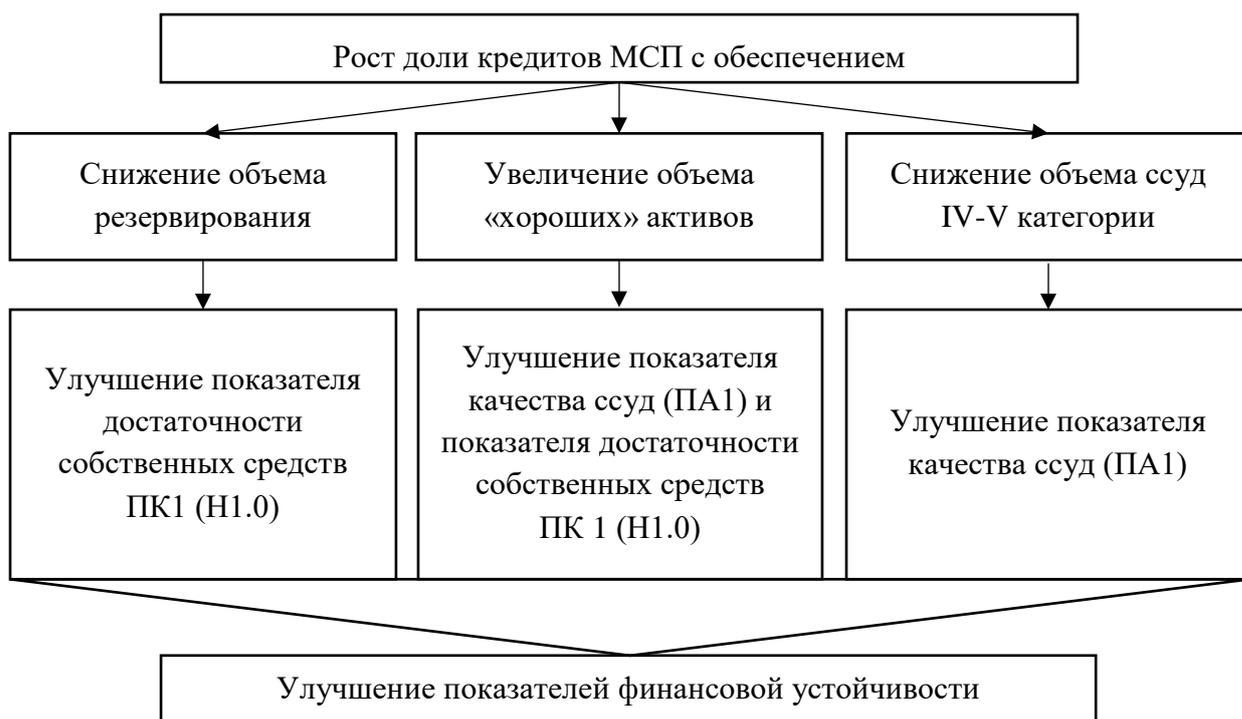 Рост доли кредитов МСП с обеспечением
Снижение объема
резервирования
Увеличение объема
«хороших» активов
Снижение объема ссуд
IV-V категории
Улучшение показателя
достаточности
собственных средств
ПК1 (Н1.0)
Улучшение показателя
качества ссуд (ПА1) и
показателя достаточности
собственных средств
ПК 1 (Н1.0)
Улучшение показателя
качества ссуд (ПА1)
Улучшение показателей финансовой устойчивости